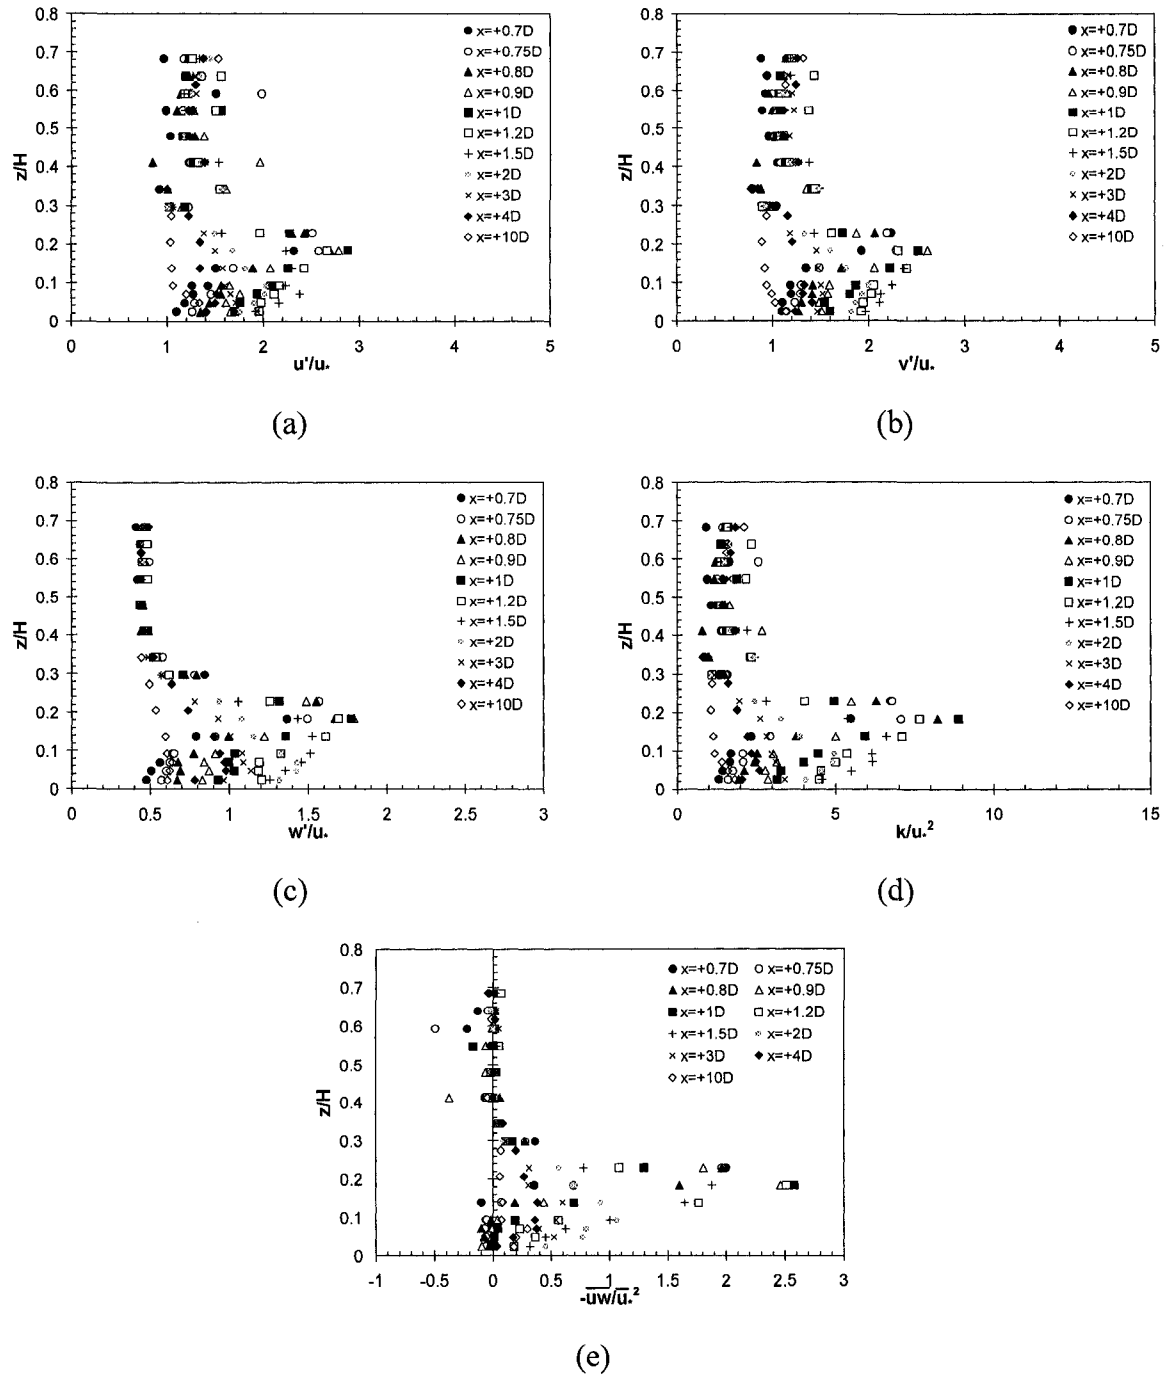 0.8
0.7
0.6
0.5
0.4
0.3
0.2
0.1
0
z/H
0 1 2 3 4 5
u'/u*
x=+0.7D
x=+0.75D
x=+0.8D
x=+0.9D
x=+1D
x=+1.2D
x=+1.5D
x=+2D
x=+3D
x=+4D
x=+10D
(a)
0.8
0.7
0.6
0.5
0.4
0.3
0.2
0.1
0
z/H
0 1 2 3 4 5
v'/u*
x=+0.7D
x=+0.75D
x=+0.8D
x=+0.9D
x=+1D
x=+1.2D
x=+1.5D
x=+2D
x=+3D
x=+4D
x=+10D
(b)
0.8
0.7
0.6
0.5
0.4
0.3
0.2
0.1
0
z/H
0 0.5 1 1.5 2 2.5 3
w'/u*
x=+0.7D
x=+0.75D
x=+0.8D
x=+0.9D
x=+1D
x=+1.2D
x=+1.5D
x=+2D
x=+3D
x=+4D
x=+10D
(c)
0.8
0.7
0.6
0.5
0.4
0.3
0.2
0.1
0
z/H
0 5 10 15
k/u*²
x=+0.7D
x=+0.75D
x=+0.8D
x=+0.9D
x=+1D
x=+1.2D
x=+1.5D
x=+2D
x=+3D
x=+4D
x=+10D
(d)
0.8
0.7
0.6
0.5
0.4
0.3
0.2
0.1
0
z/H
-1 -0.5 0 0.5 1 1.5 2 2.5 3
-uw/u*²
x=+0.7D x=+0.75D
x=+0.8D x=+0.9D
x=+1D x=+1.2D
x=+1.5D x=+2D
x=+3D x=+4D
x=+10D
(e)